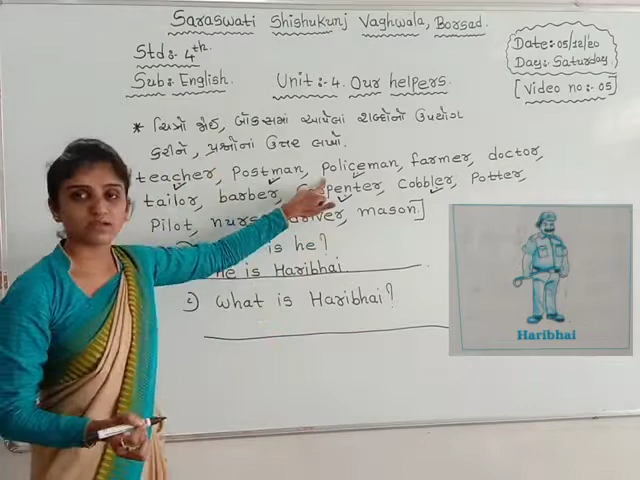 Saraswati Shishukunj Vaghwala, Borsad.
Std:- 4th.
Date:- 05/12/20
Day:- Saturday.
Sub:- English.
Unit :- 4. Our helpers.
[Video no:- 05]
* ચિત્રો જોઈ, બૉક્સમાં આપેલા શબ્દોનો ઉપયોગ
કરીને, પ્રશ્નોનાં ઉત્તર લખો.
teacher, Postman, Policeman, farmer, doctor,
tailor, barber, Carpenter, Cobbler, Potter,
Pilot, nurse, driver, mason]
is he?
He is Haribhai.
i) What is Haribhai?
Haribhai